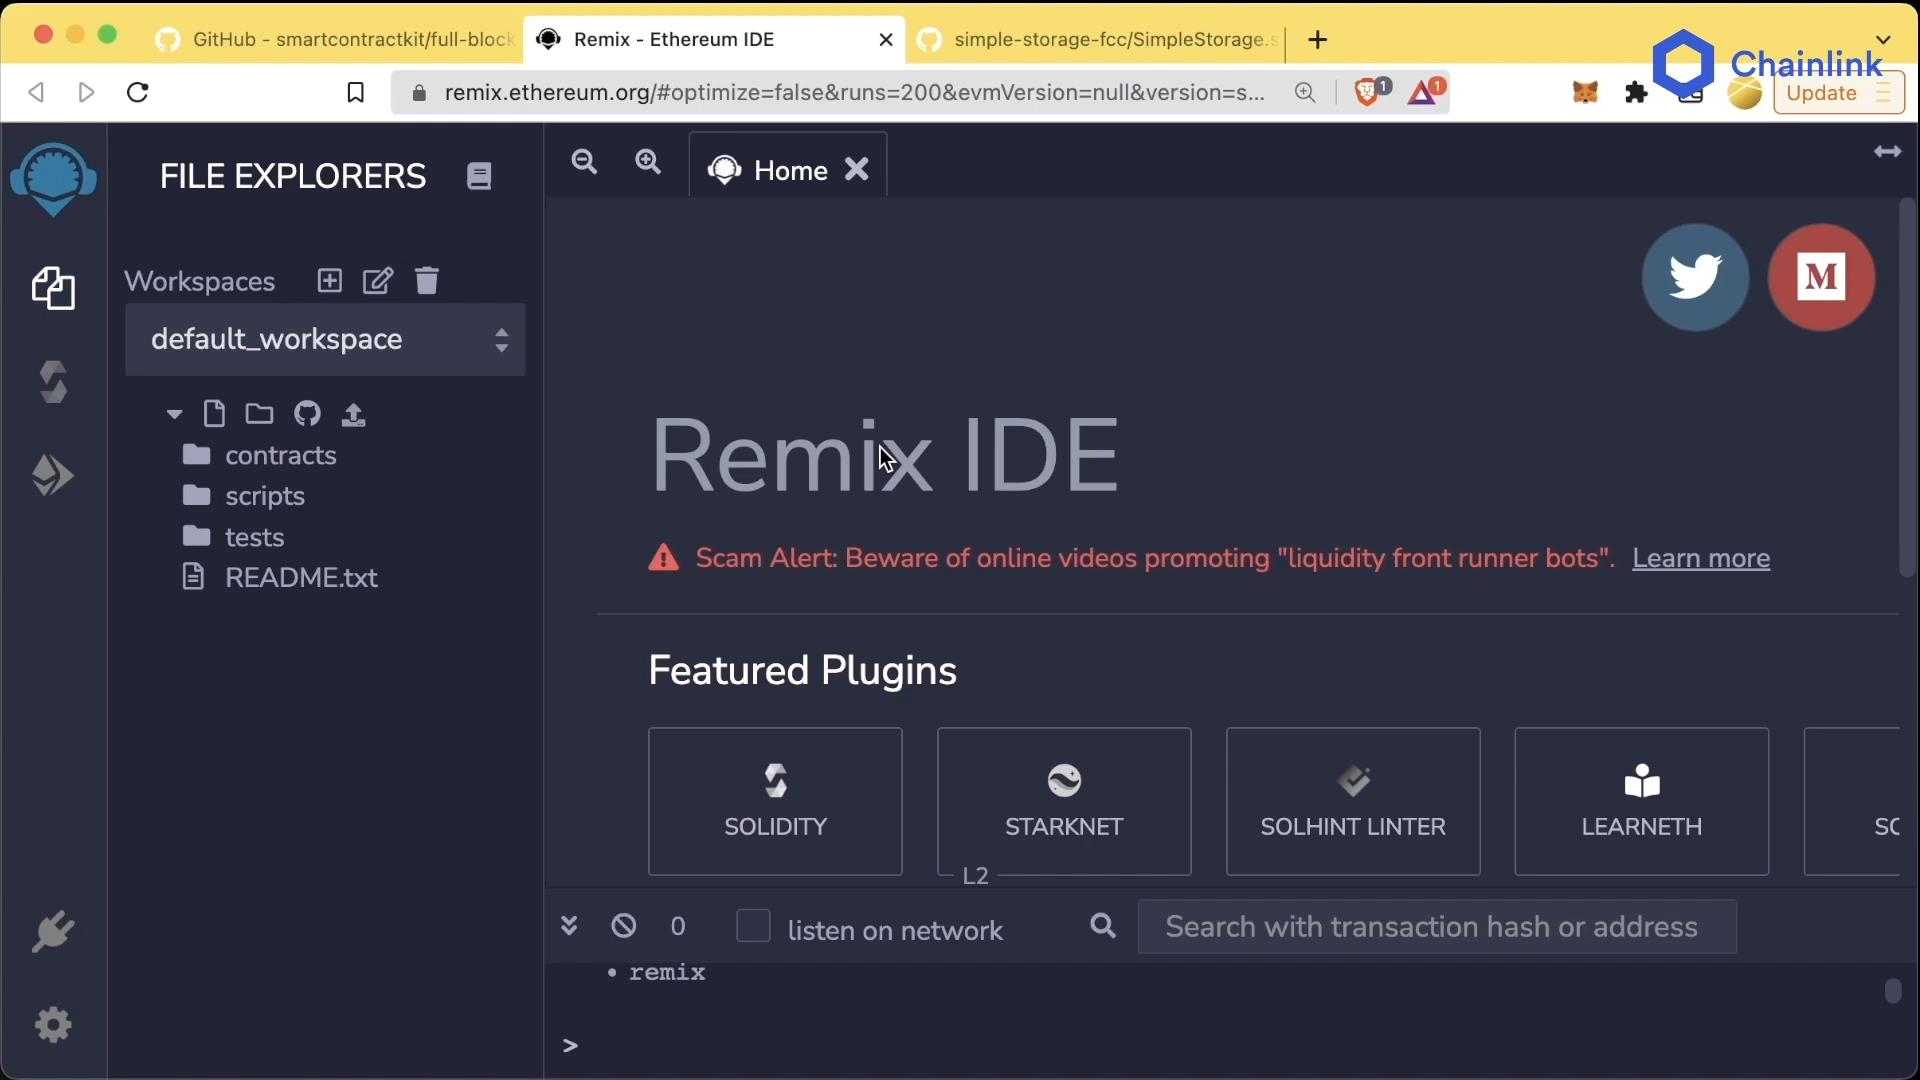 GitHub - smartcontractkit/full-block
Remix - Ethereum IDE
simple-storage-fcc/SimpleStorage.s
Chainlink
remix.ethereum.org/#optimize=false&runs=200&evmVersion=null&version=s...
1
1
Update
FILE EXPLORERS
Home
Workspaces
default_workspace
contracts
scripts
tests
README.txt
M
Remix IDE
Scam Alert: Beware of online videos promoting "liquidity front runner bots". Learn more
Featured Plugins
SOLIDITY
STARKNET
SOLHINT LINTER
LEARNETH
L2
0
listen on network
Search with transaction hash or address
• remix
>